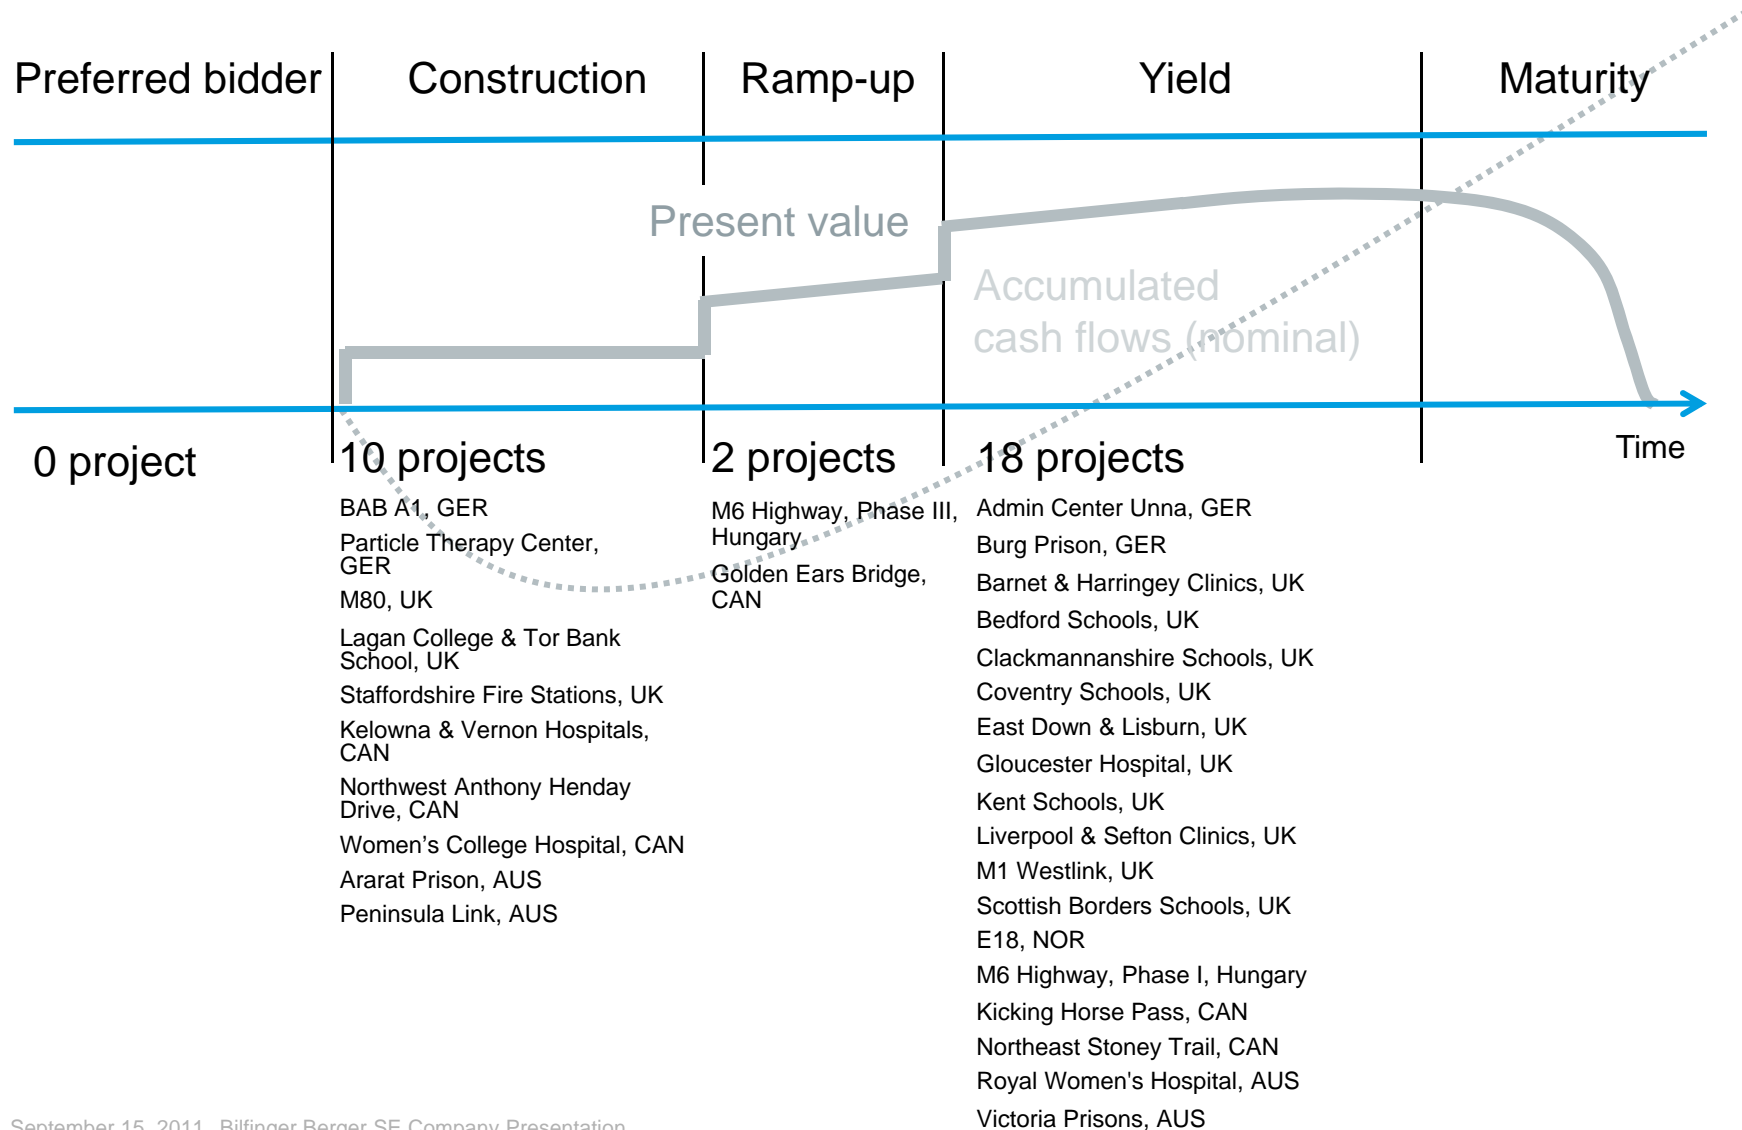 Preferred bidder
Construction
Ramp-up
Yield
Maturity
Present value
Accumulated
cash flows (nominal)
Time
0 project
10 projects
BAB A1, GER
Particle Therapy Center,
GER
M80, UK
Lagan College & Tor Bank
School, UK
Staffordshire Fire Stations, UK
Kelowna & Vernon Hospitals,
CAN
Northwest Anthony Henday
Drive, CAN
Women’s College Hospital, CAN
Ararat Prison, AUS
Peninsula Link, AUS
2 projects
M6 Highway, Phase III,
Hungary
Golden Ears Bridge,
CAN
18 projects
Admin Center Unna, GER
Burg Prison, GER
Barnet & Harringey Clinics, UK
Bedford Schools, UK
Clackmannanshire Schools, UK
Coventry Schools, UK
East Down & Lisburn, UK
Gloucester Hospital, UK
Kent Schools, UK
Liverpool & Sefton Clinics, UK
M1 Westlink, UK
Scottish Borders Schools, UK
E18, NOR
M6 Highway, Phase I, Hungary
Kicking Horse Pass, CAN
Northeast Stoney Trail, CAN
Royal Women's Hospital, AUS
Victoria Prisons, AUS
September 15, 2011 Bilfinger Berger SE Company Presentation